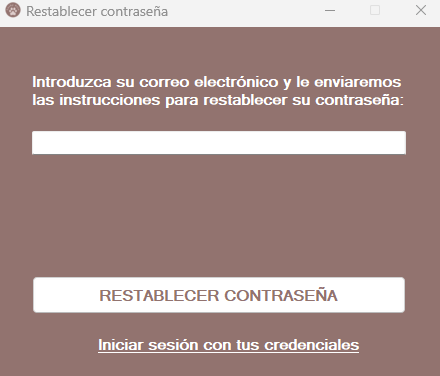 Restablecer contraseña
Introduzca su correo electrónico y le enviaremos
las instrucciones para restablecer su contraseña:
RESTABLECER CONTRASEÑA
Iniciar sesión con tus credenciales